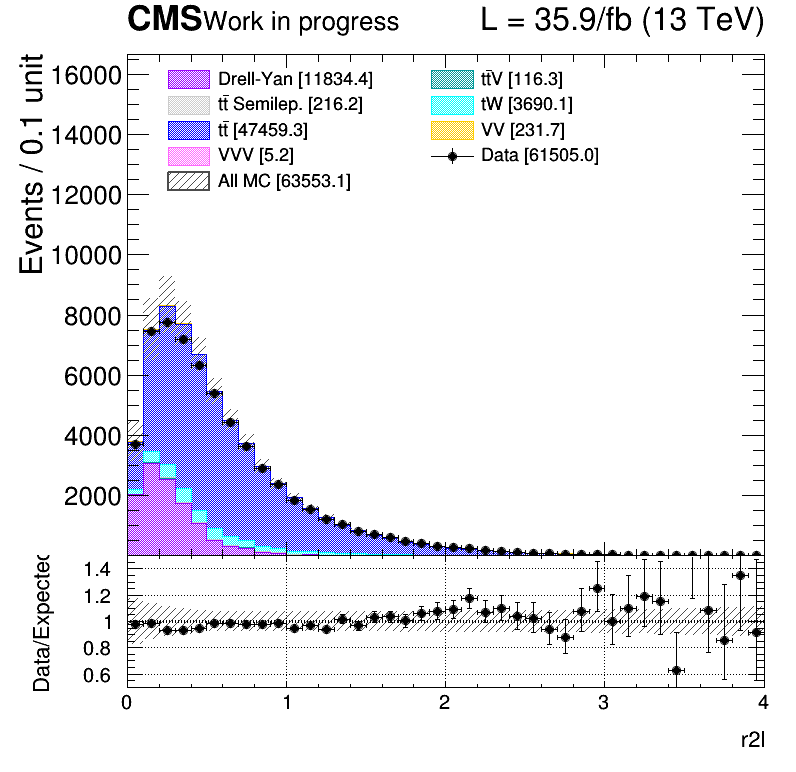 CMS Work in progress L = 35.9/fb (13 TeV)
Events / 0.1 unit
16000
14000
12000
10000
8000
6000
4000
2000
Drell-Yan [11834.4]
tt̄ Semilep. [216.2]
tt̄ [47459.3]
VVV [5.2]
All MC [63553.1]
tt̄V [116.3]
tW [3690.1]
VV [231.7]
Data [61505.0]
Data/Expected
1.4
1.2
1
0.8
0.6
0 1 2 3 4
r2l